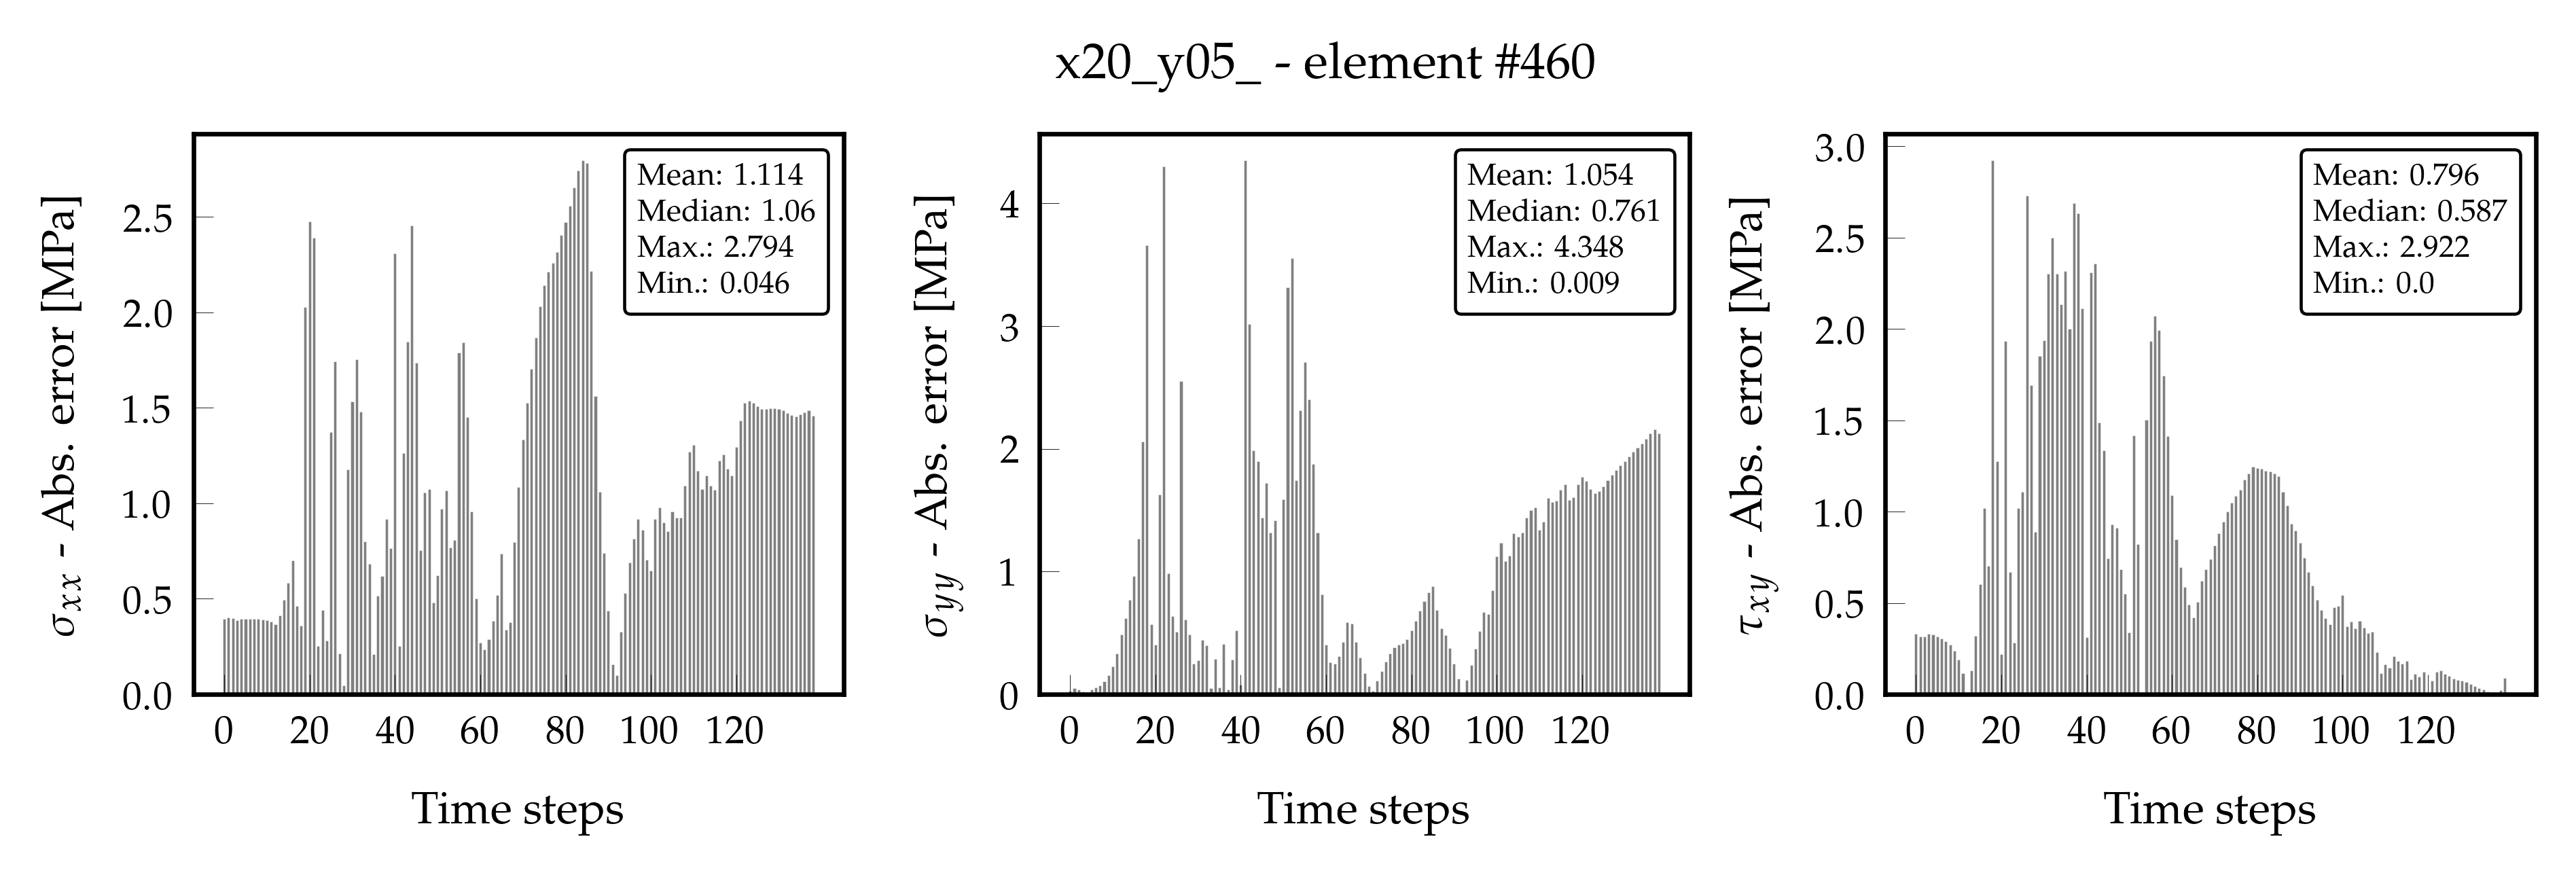 x20_y05_ - element #460
σxx - Abs. error [MPa]
2.5
2.0
1.5
1.0
0.5
0.0
0 20 40 60 80 100 120
Time steps
Mean: 1.114
Median: 1.06
Max.: 2.794
Min.: 0.046
σyy - Abs. error [MPa]
4
3
2
1
0
0 20 40 60 80 100 120
Time steps
Mean: 1.054
Median: 0.761
Max.: 4.348
Min.: 0.009
τxy - Abs. error [MPa]
3.0
2.5
2.0
1.5
1.0
0.5
0.0
0 20 40 60 80 100 120
Time steps
Mean: 0.796
Median: 0.587
Max.: 2.922
Min.: 0.0